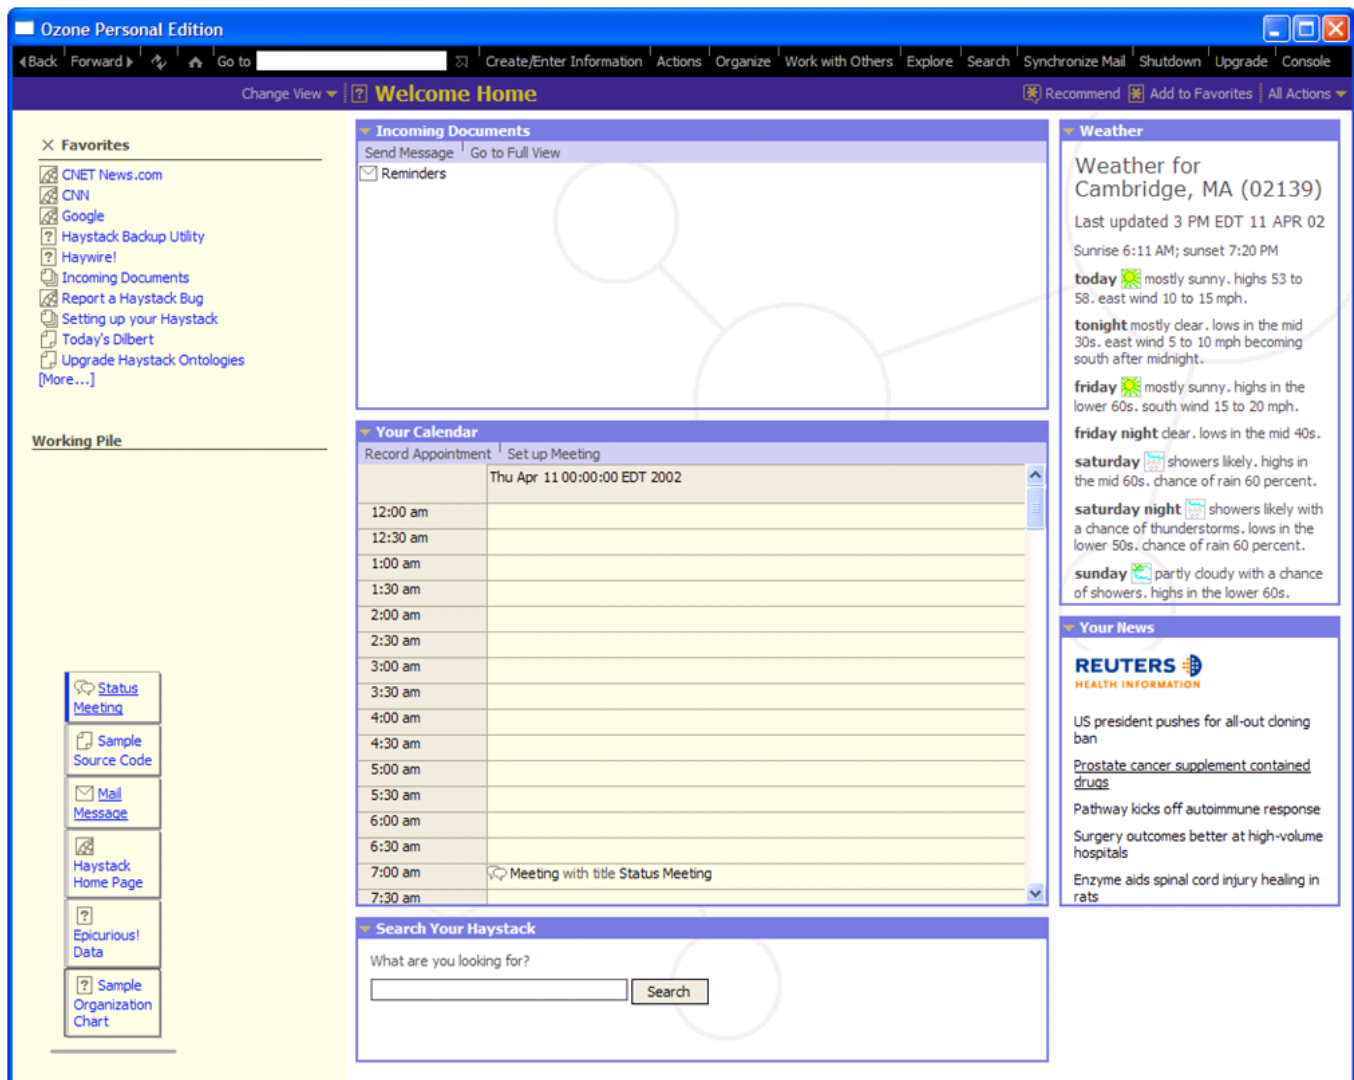 Ozone Personal Edition
Back Forward Go to Create/Enter Information Actions Organize Work with Others Explore Search Synchronize Mail Shutdown Upgrade Console
Change View ? Welcome Home Recommend Add to Favorites All Actions
Favorites
CNET News.com
CNN
Google
? Haystack Backup Utility
? Haywire!
Incoming Documents
Report a Haystack Bug
Setting up your Haystack
Today's Dilbert
Upgrade Haystack Ontologies
[More...]
Working Pile
Status
Meeting
Sample
Source Code
Mail
Message
Haystack
Home Page
?
Epicurious!
Data
? Sample
Organization
Chart
Incoming Documents
Send Message Go to Full View
Reminders
Your Calendar
Record Appointment Set up Meeting
Thu Apr 11 00:00:00 EDT 2002
12:00 am
12:30 am
1:00 am
1:30 am
2:00 am
2:30 am
3:00 am
3:30 am
4:00 am
4:30 am
5:00 am
5:30 am
6:00 am
6:30 am
7:00 am Meeting with title Status Meeting
7:30 am
Search Your Haystack
What are you looking for?
Search
Weather
Weather for
Cambridge, MA (02139)
Last updated 3 PM EDT 11 APR 02
Sunrise 6:11 AM; sunset 7:20 PM
today mostly sunny. highs 53 to
58. east wind 10 to 15 mph.
tonight mostly clear. lows in the mid
30s. east wind 5 to 10 mph becoming
south after midnight.
friday mostly sunny. highs in the
lower 60s. south wind 15 to 20 mph.
friday night clear. lows in the mid 40s.
saturday showers likely. highs in
the mid 60s. chance of rain 60 percent.
saturday night showers likely with
a chance of thunderstorms. lows in the
lower 50s. chance of rain 60 percent.
sunday partly cloudy with a chance
of showers. highs in the lower 60s.
Your News
REUTERS
HEALTH INFORMATION
US president pushes for all-out cloning
ban
Prostate cancer supplement contained
drugs
Pathway kicks off autoimmune response
Surgery outcomes better at high-volume
hospitals
Enzyme aids spinal cord injury healing in
rats